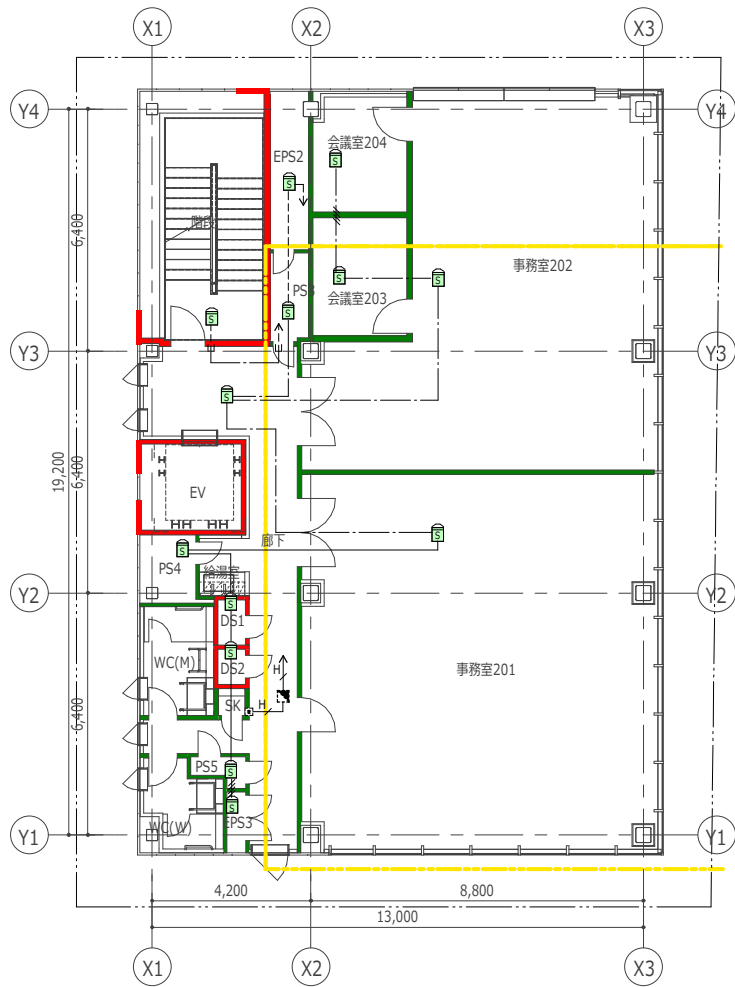 X1
X2
X3
Y4
Y4
会議室204
EPS2
S
S
階段
6,400
事務室202
PS3
会議室203
S
S
S
S
Y3
Y3
S
19,200
6,400
EV
廊下
S
S
PS4
給湯室
Y2
Y2
S
DS1
WC(M)
DS2
S
H
事務室201
SK
H
6,400
PS5
S
S
WC(W)
EPS3
Y1
Y1
4,200
8,800
13,000
X1
X2
X3